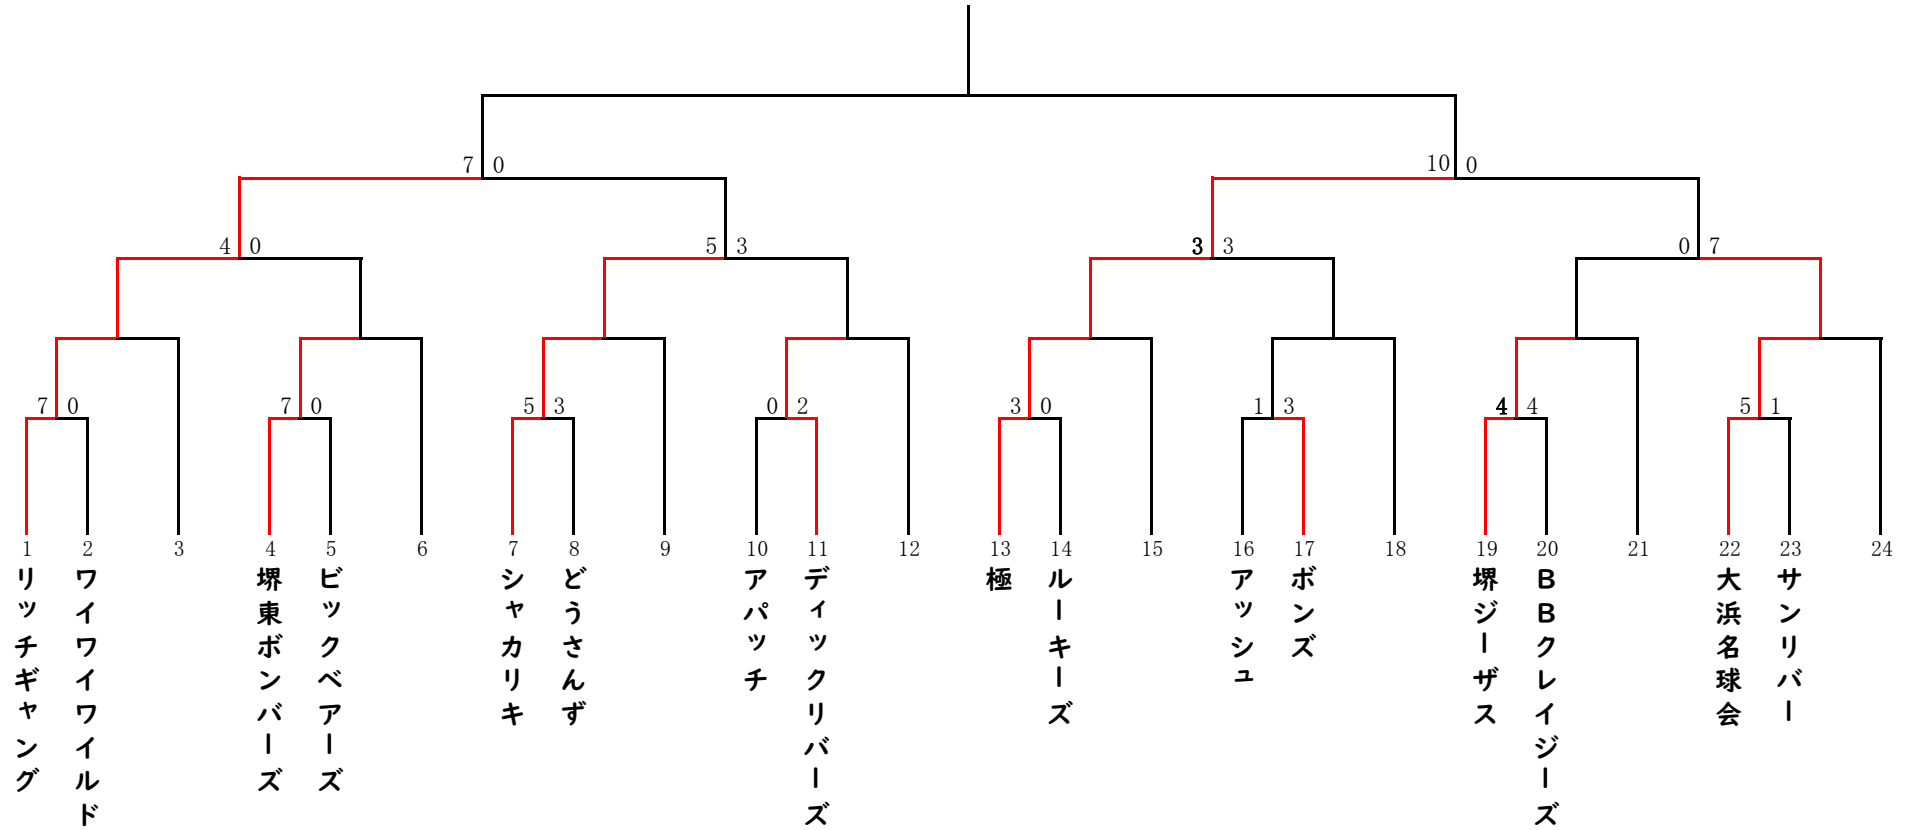 7 0
10 0
4 0
5 3
3 3
0 7
7 0
7 0
5 3
0 2
3 0
1 3
4 4
5 1
1
2
3
4
5
6
7
8
9
10
11
12
13
14
15
16
17
18
19
20
21
22
23
24
リッチギャング
ワイワイワイルド
堺東ボンバーズ
ビックベアーズ
シャカリキ
どうさんず
アパッチ
ディックリバーズ
極
ルーキーズ
アッシュ
ボンズ
堺ジーザス
BBクレイジーズ
大浜名球会
サンリバー